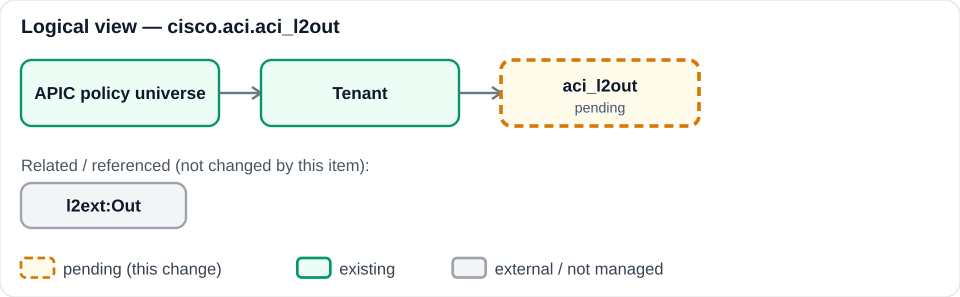 Logical view — cisco.aci.aci_l2out
APIC policy universe
Tenant
aci_l2out
pending
Related / referenced (not changed by this item):
l2ext:Out
pending (this change)
existing
external / not managed